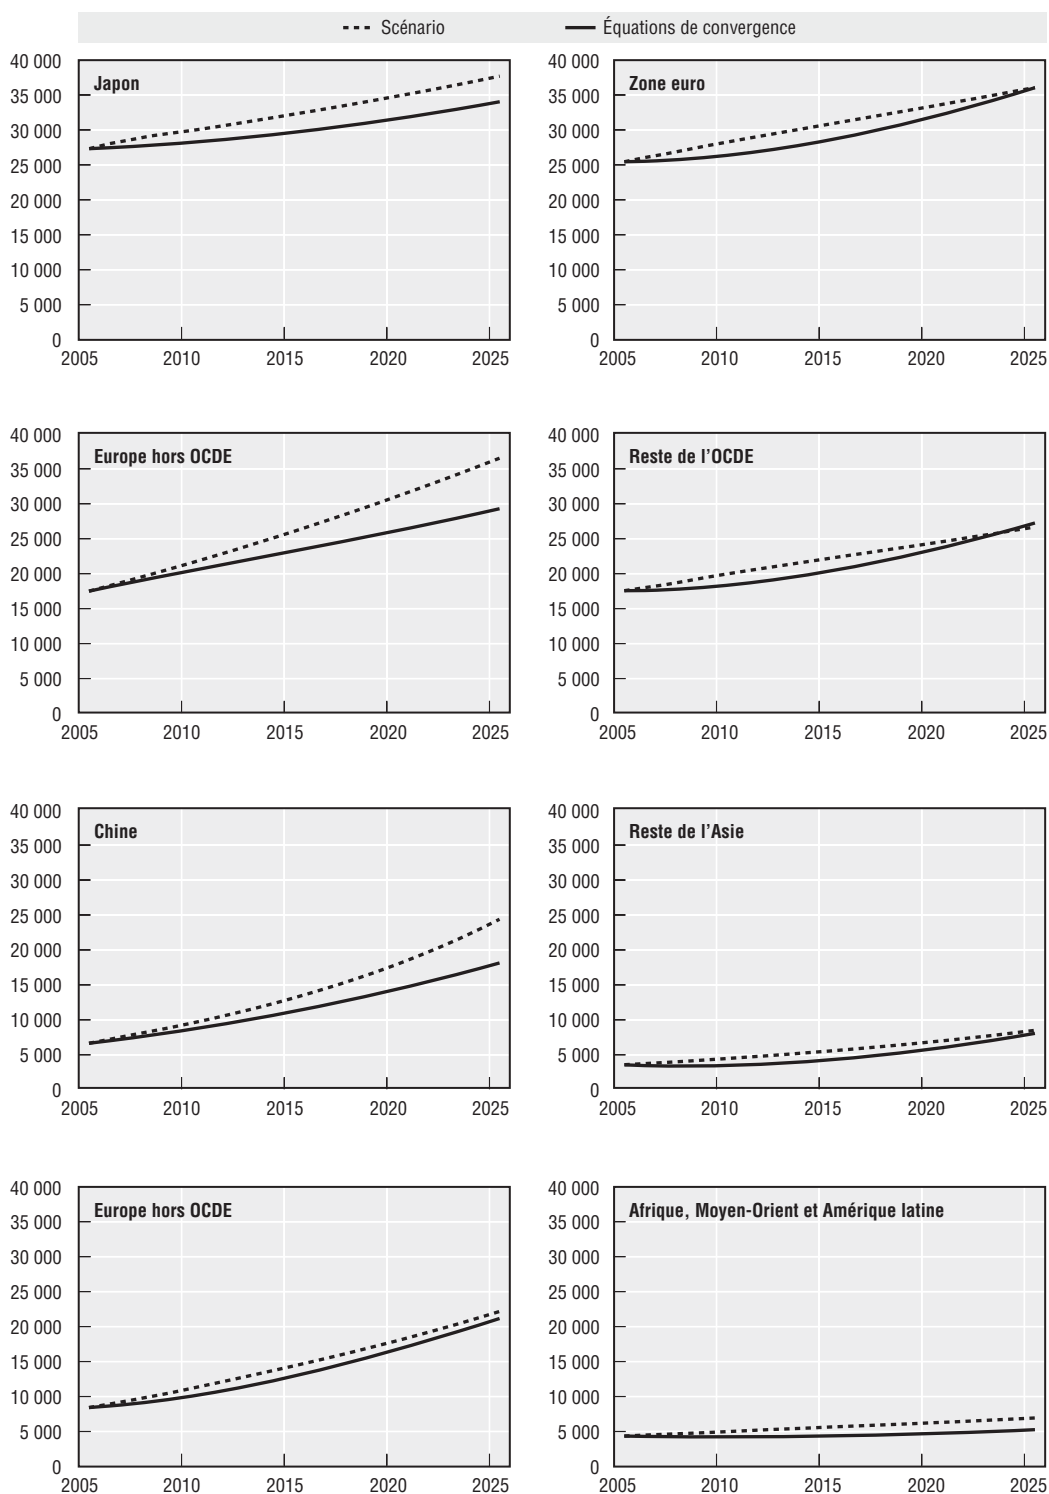 Scénario Équations de convergence
40 000 40 000
Japon Zone euro
35 000 35 000
30 000 30 000
25 000 25 000
20 000 20 000
15 000 15 000
10 000 10 000
5 000 5 000
0 0
2005 2010 2015 2020 2025 2005 2010 2015 2020 2025
40 000 40 000
Europe hors OCDE Reste de l'OCDE
35 000 35 000
30 000 30 000
25 000 25 000
20 000 20 000
15 000 15 000
10 000 10 000
5 000 5 000
0 0
2005 2010 2015 2020 2025 2005 2010 2015 2020 2025
40 000 40 000
Chine Reste de l'Asie
35 000 35 000
30 000 30 000
25 000 25 000
20 000 20 000
15 000 15 000
10 000 10 000
5 000 5 000
0 0
2005 2010 2015 2020 2025 2005 2010 2015 2020 2025
40 000 40 000
Europe hors OCDE Afrique, Moyen-Orient et Amérique latine
35 000 35 000
30 000 30 000
25 000 25 000
20 000 20 000
15 000 15 000
10 000 10 000
5 000 5 000
0 0
2005 2010 2015 2020 2025 2005 2010 2015 2020 2025